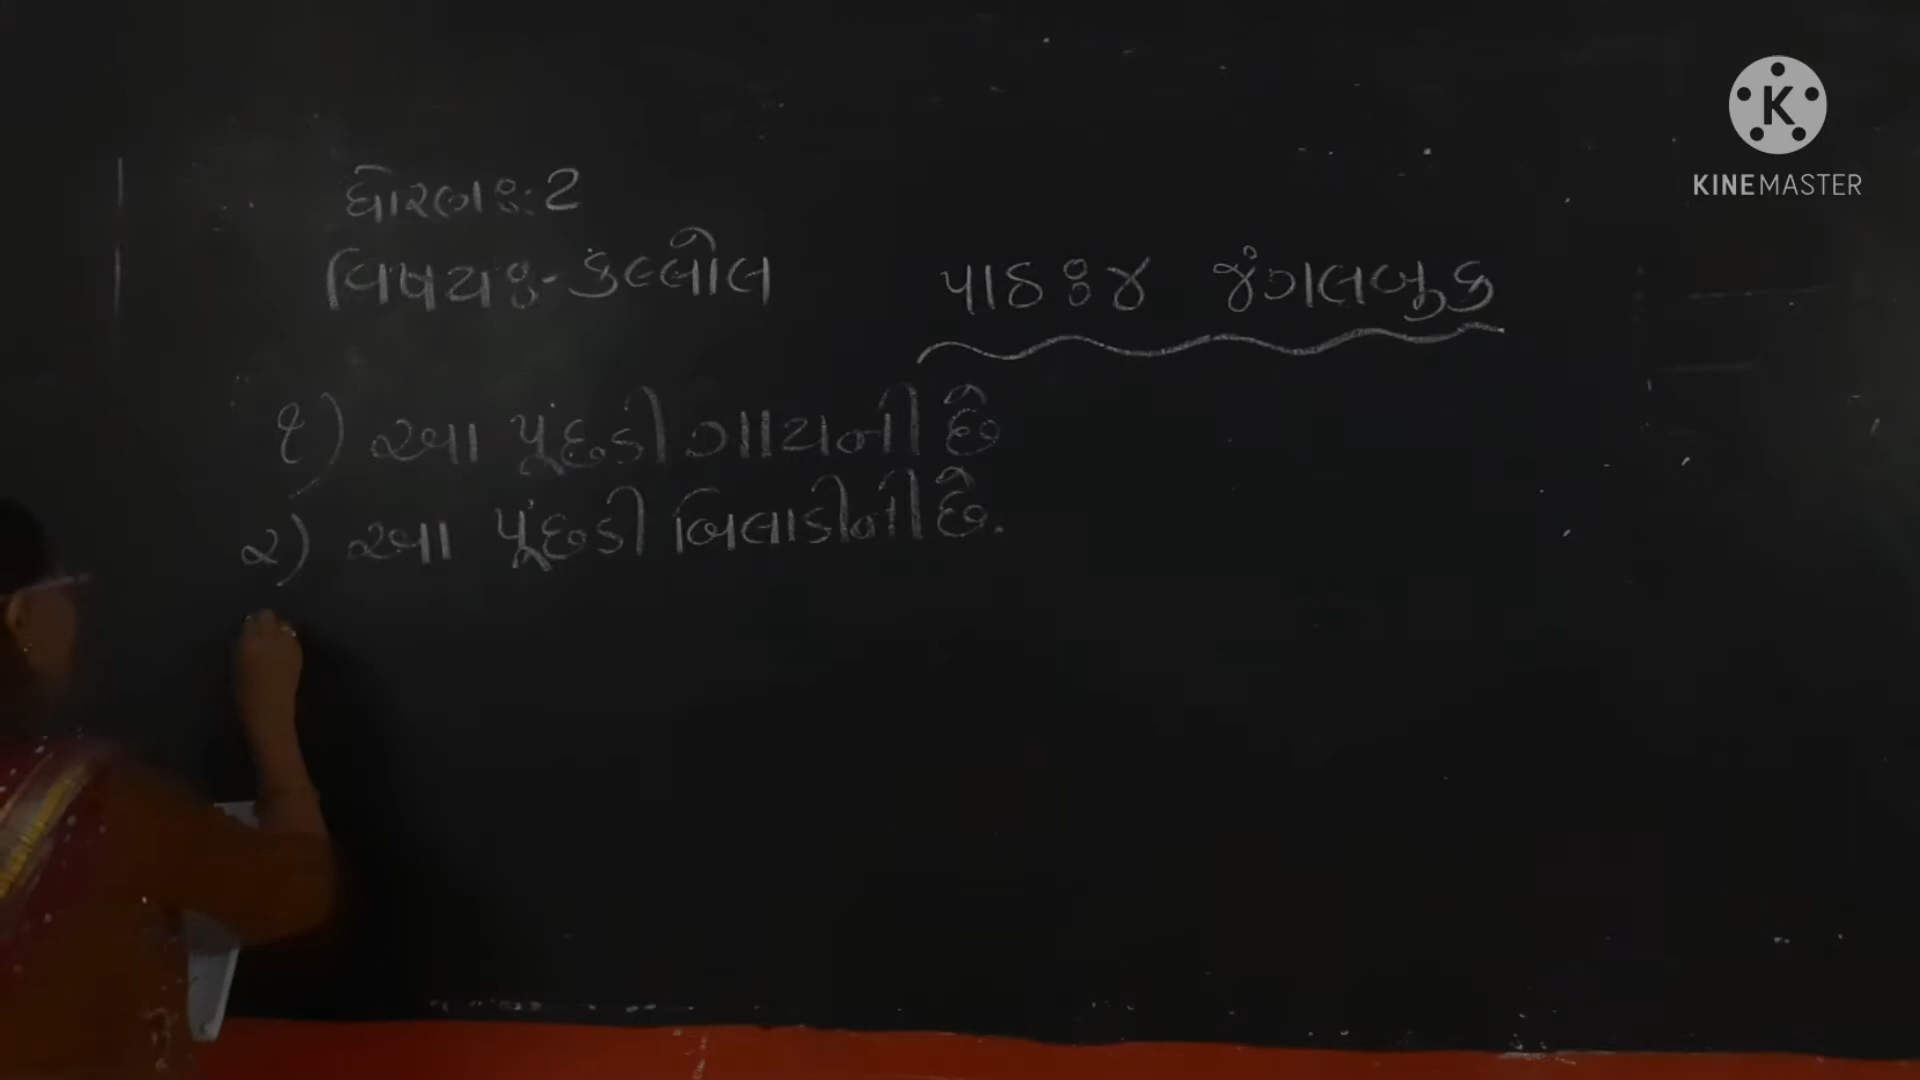 ધોરણઃ-2
વિષયઃ-કલ્લોલ
પાઠઃ૪ જંગલબુક
૧) આ પૂંછડી ગાયની છે
૨) આ પૂંછડી બિલાડીની છે.
K
KINEMASTER